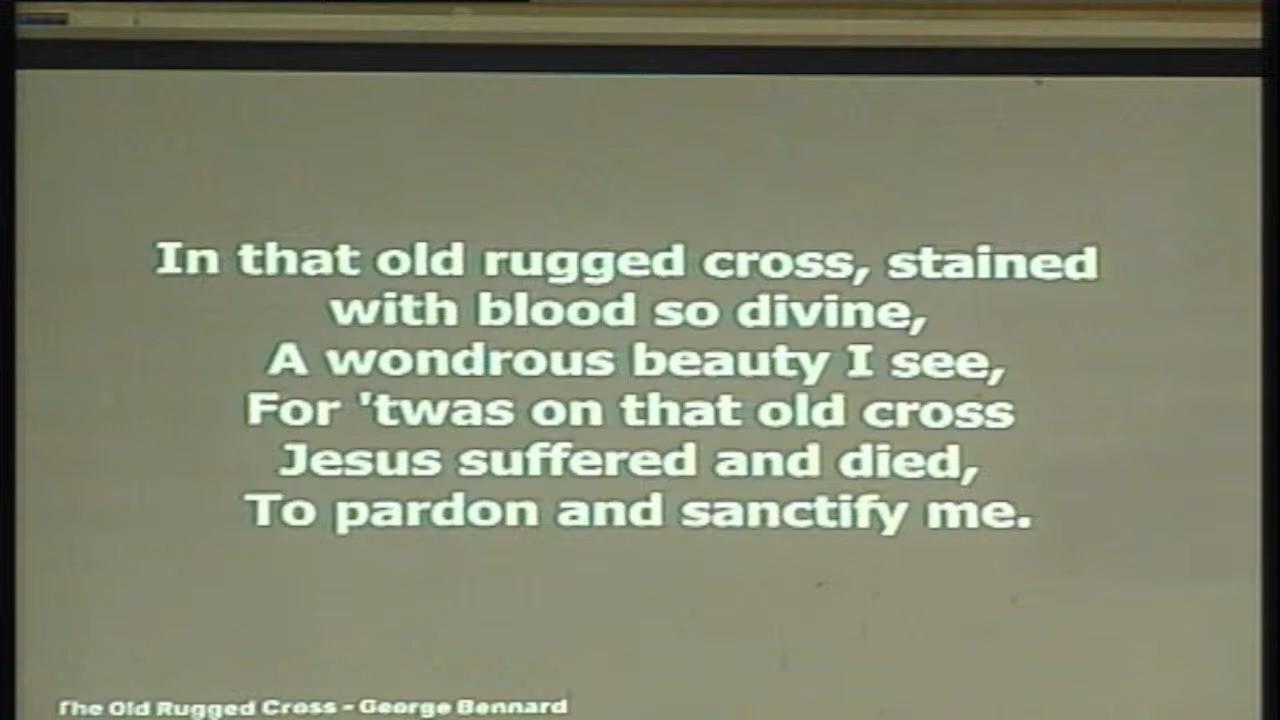 In that old rugged cross, stained
with blood so divine,
A wondrous beauty I see,
For 'twas on that old cross
Jesus suffered and died,
To pardon and sanctify me.
The Old Rugged Cross - George Bennard